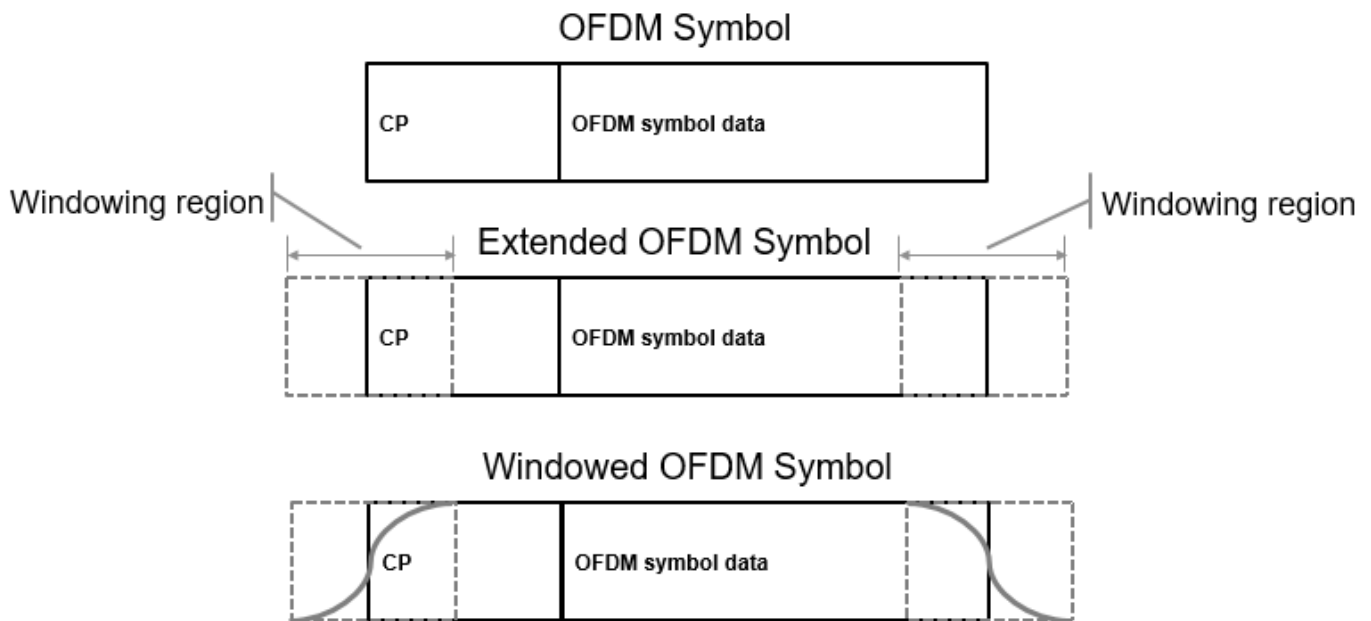 OFDM Symbol
CP OFDM symbol data
Windowing region Windowing region
Extended OFDM Symbol
CP OFDM symbol data
Windowed OFDM Symbol
CP OFDM symbol data